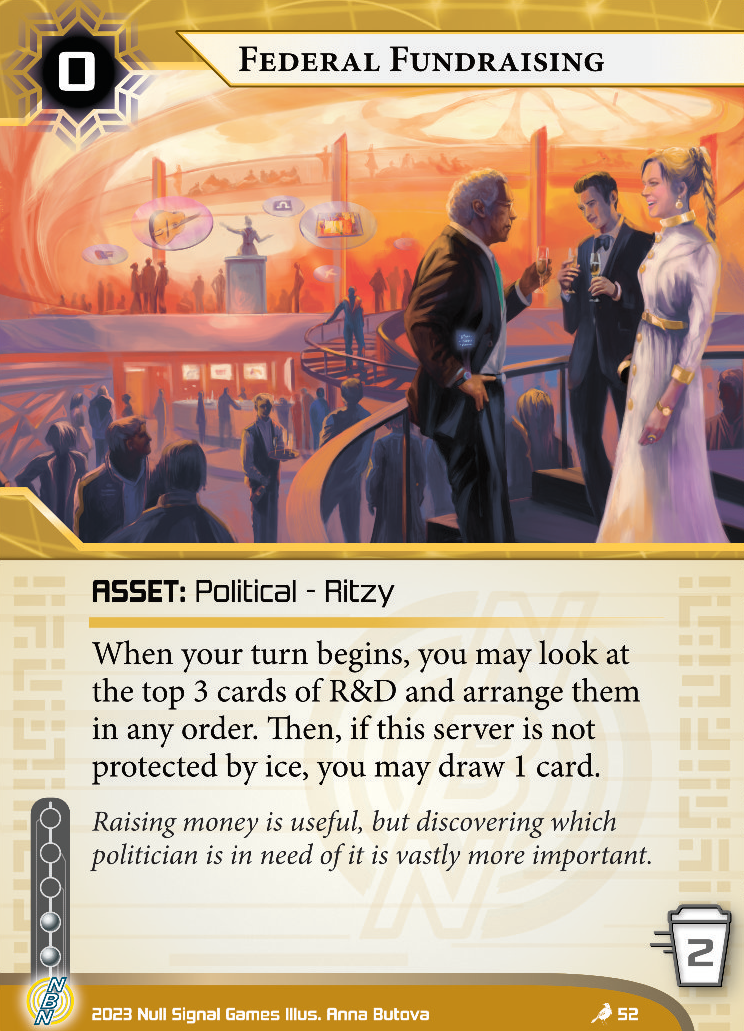 0
Federal Fundraising
ASSET: Political - Ritzy
When your turn begins, you may look at
the top 3 cards of R&D and arrange them
in any order. Then, if this server is not
protected by ice, you may draw 1 card.
Raising money is useful, but discovering which
politician is in need of it is vastly more important.
2
NBN
2023 Null Signal Games Illus. Anna Butova
52